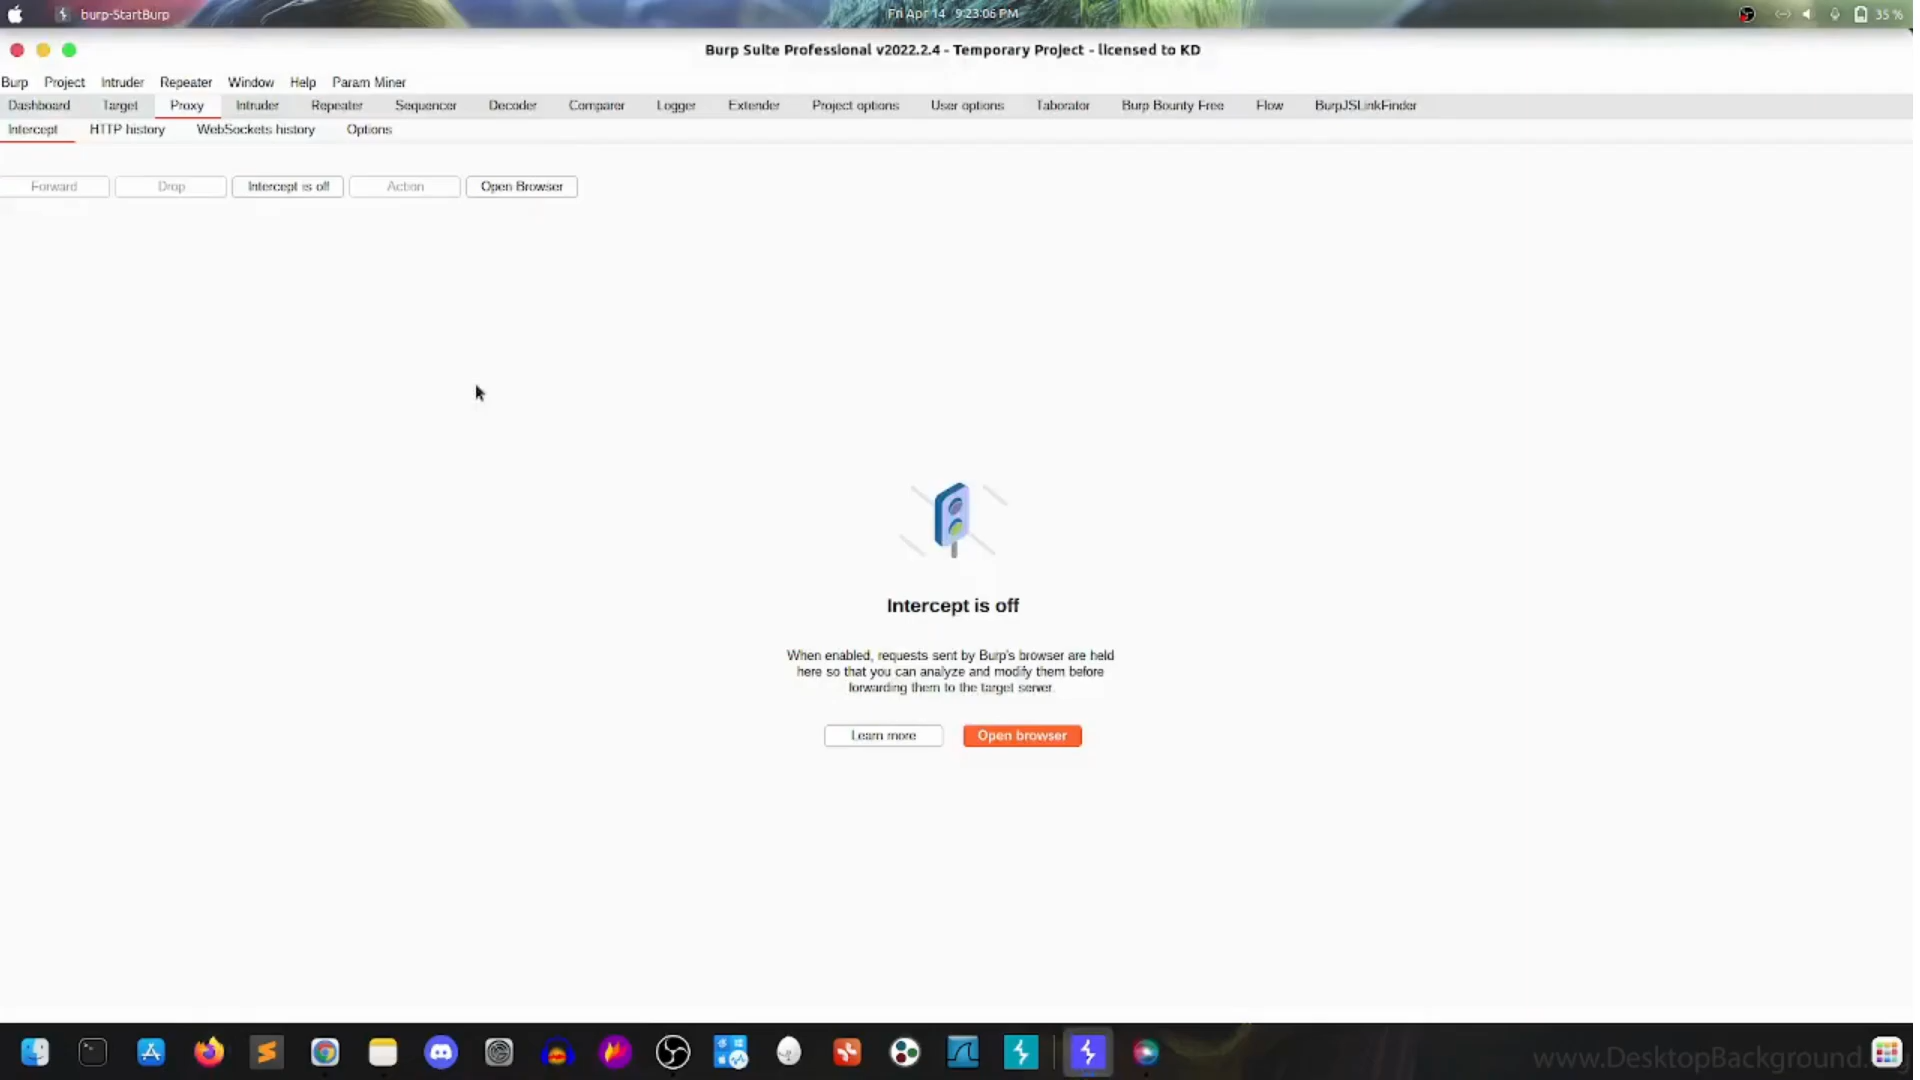 burp-StartBurp Fri Apr 14 9:23:06 PM 35 %
Burp Suite Professional v2022.2.4 - Temporary Project - licensed to KD
Burp Project Intruder Repeater Window Help Param Miner
Dashboard Target Proxy Intruder Repeater Sequencer Decoder Comparer Logger Extender Project options User options Taborator Burp Bounty Free Flow BurpJSLinkFinder
Intercept HTTP history WebSockets history Options
Forward Drop Intercept is off Action Open Browser
Intercept is off
When enabled, requests sent by Burp's browser are held
here so that you can analyze and modify them before
forwarding them to the target server.
Learn more Open browser